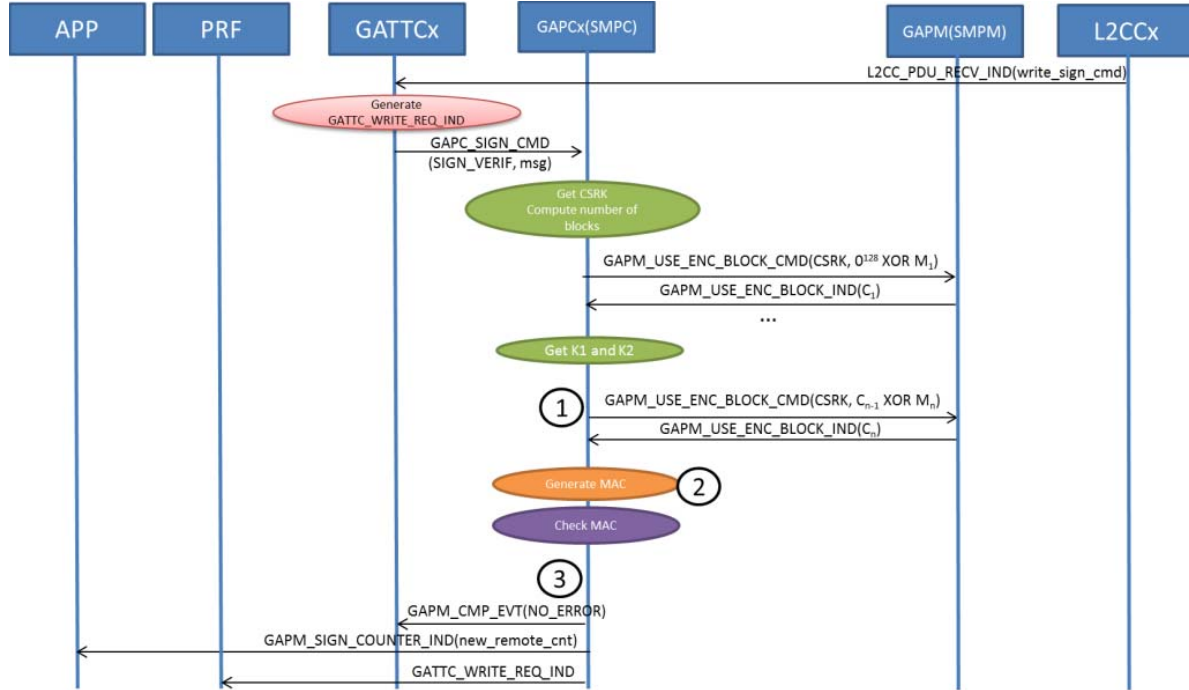 APP PRF GATTCx GAPCx(SMPC) GAPM(SMPM) L2CCx
L2CC_PDU_RECV_IND(write_sign_cmd)
Generate
GATTC_WRITE_REQ_IND
GAPC_SIGN_CMD
(SIGN_VERIF, msg)
Get CSRK
Compute number of
blocks
GAPM_USE_ENC_BLOCK_CMD(CSRK, 0¹²⁸ XOR M₁)
GAPM_USE_ENC_BLOCK_IND(C₁)
...
Get K1 and K2
1
GAPM_USE_ENC_BLOCK_CMD(CSRK, Cₙ₋₁ XOR Mₙ)
GAPM_USE_ENC_BLOCK_IND(Cₙ)
Generate MAC 2
Check MAC
3
GAPM_CMP_EVT(NO_ERROR)
GAPM_SIGN_COUNTER_IND(new_remote_cnt)
GATTC_WRITE_REQ_IND